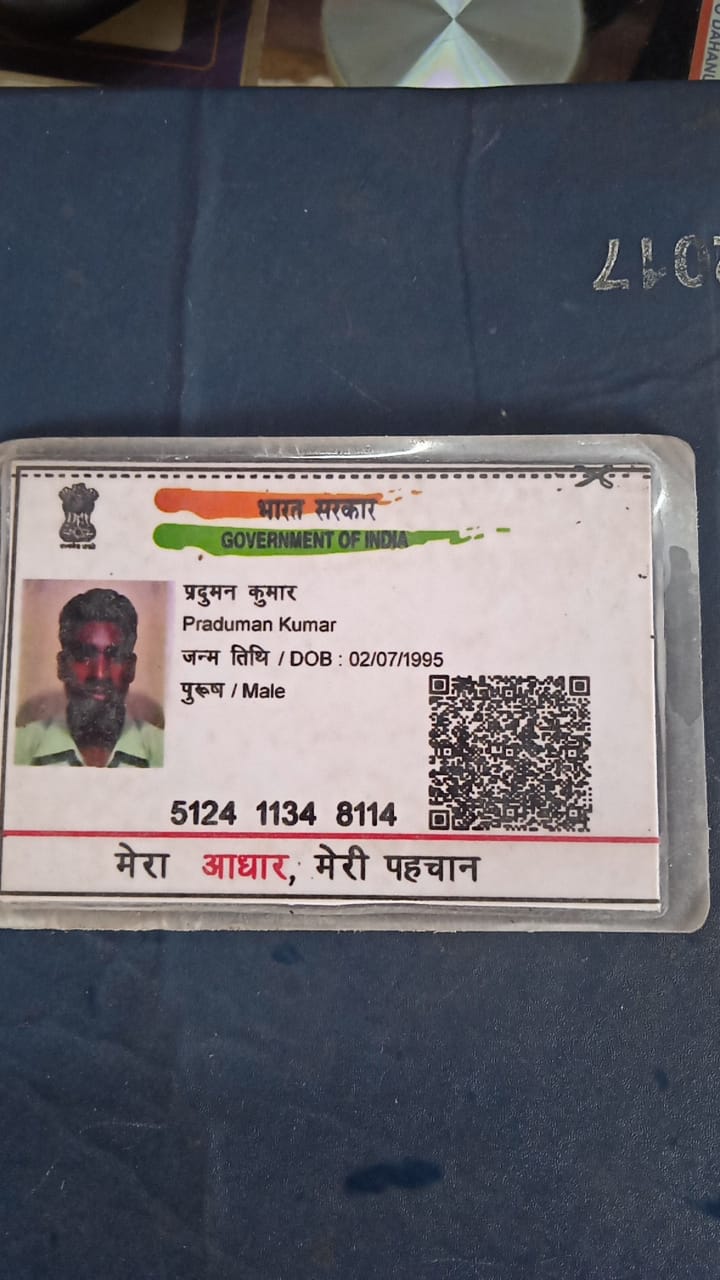 2017
भारत सरकार
GOVERNMENT OF INDIA
प्रदुमन कुमार
Praduman Kumar
जन्म तिथि / DOB : 02/07/1995
पुरूष / Male
5124 1134 8114
मेरा आधार, मेरी पहचान